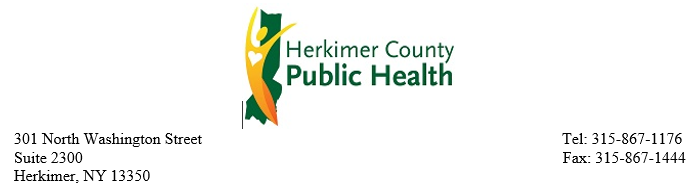 Herkimer County
Public Health
301 North Washington Street
Suite 2300
Herkimer, NY 13350
Tel: 315-867-1176
Fax: 315-867-1444